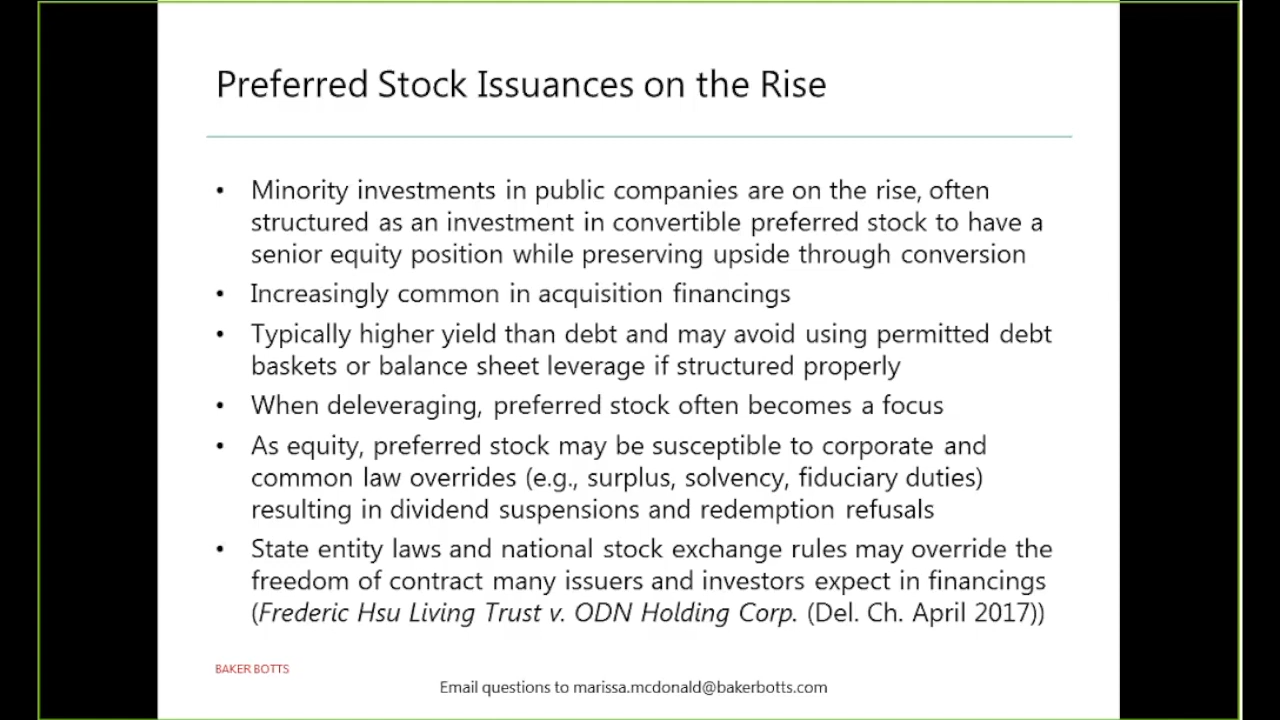 Preferred Stock Issuances on the Rise
• Minority investments in public companies are on the rise, often
structured as an investment in convertible preferred stock to have a
senior equity position while preserving upside through conversion
• Increasingly common in acquisition financings
• Typically higher yield than debt and may avoid using permitted debt
baskets or balance sheet leverage if structured properly
• When deleveraging, preferred stock often becomes a focus
• As equity, preferred stock may be susceptible to corporate and
common law overrides (e.g., surplus, solvency, fiduciary duties)
resulting in dividend suspensions and redemption refusals
• State entity laws and national stock exchange rules may override the
freedom of contract many issuers and investors expect in financings
(Frederic Hsu Living Trust v. ODN Holding Corp. (Del. Ch. April 2017))
BAKER BOTTS
Email questions to marissa.mcdonald@bakerbotts.com